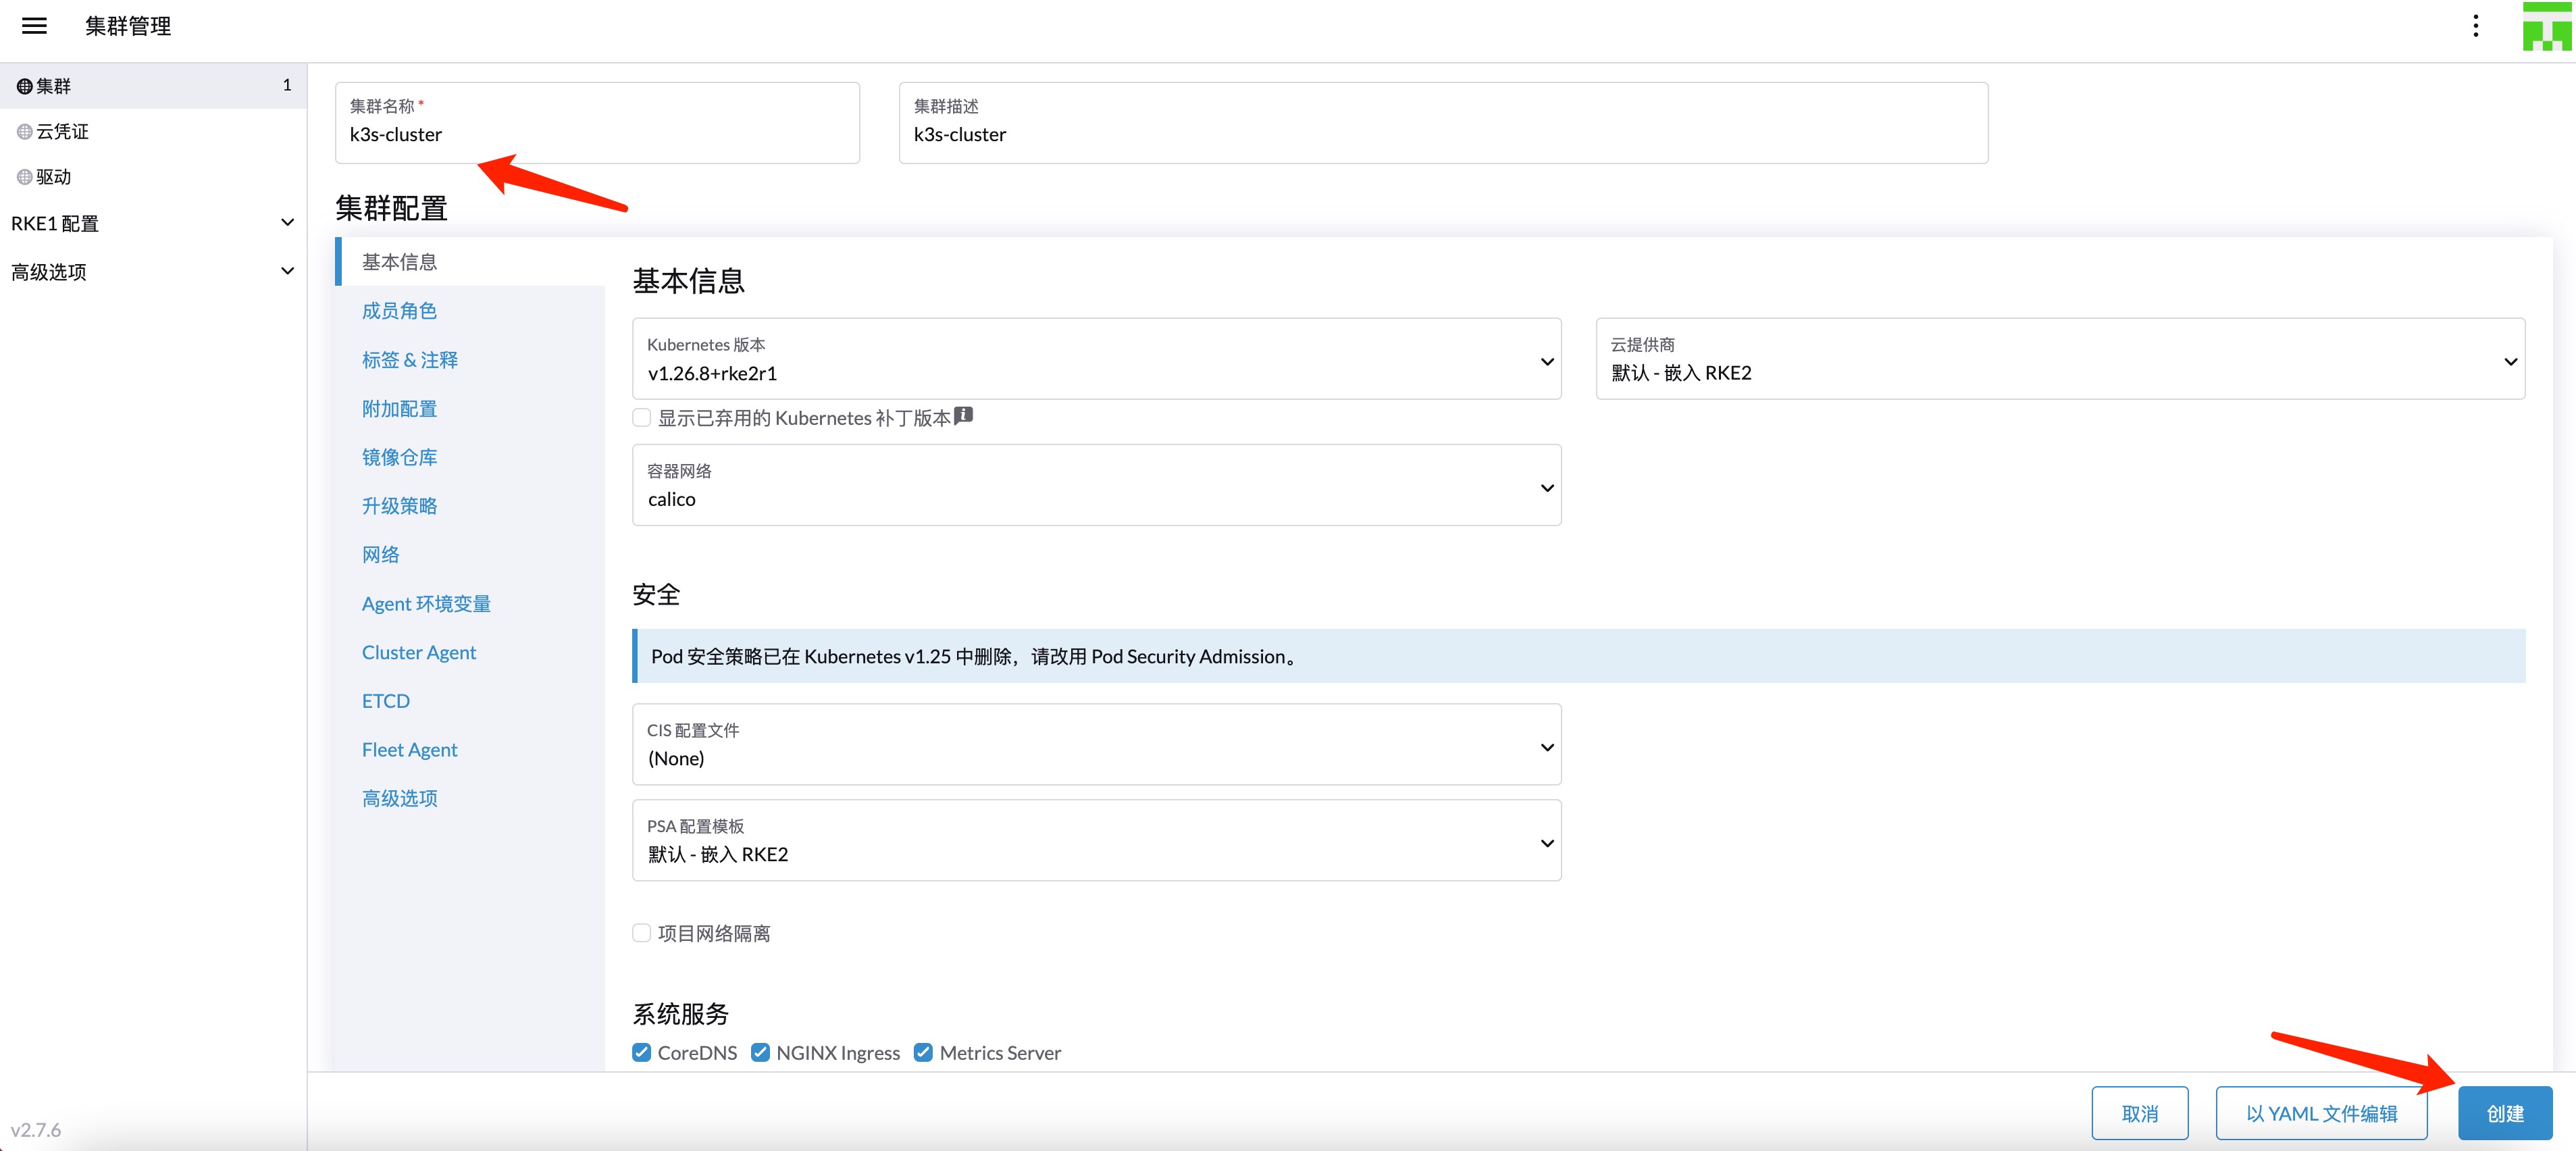 集群管理
集群 1
云凭证
驱动
RKE1 配置
高级选项
v2.7.6
集群名称 *
k3s-cluster
集群描述
k3s-cluster
集群配置
基本信息
成员角色
标签 & 注释
附加配置
镜像仓库
升级策略
网络
Agent 环境变量
Cluster Agent
ETCD
Fleet Agent
高级选项
基本信息
Kubernetes 版本
v1.26.8+rke2r1
云提供商
默认 - 嵌入 RKE2
显示已弃用的 Kubernetes 补丁版本
容器网络
calico
安全
Pod 安全策略已在 Kubernetes v1.25 中删除，请改用 Pod Security Admission。
CIS 配置文件
(None)
PSA 配置模板
默认 - 嵌入 RKE2
项目网络隔离
系统服务
CoreDNS NGINX Ingress Metrics Server
取消 以 YAML 文件编辑 创建